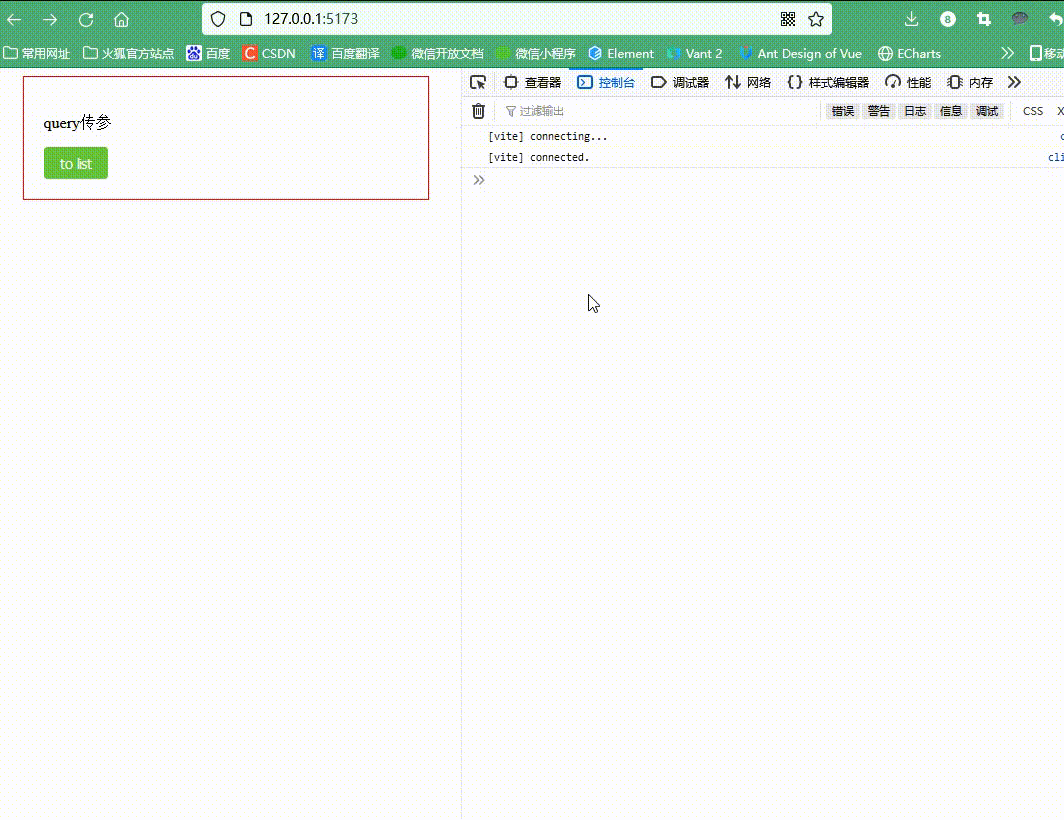 127.0.0.1:5173
8
常用网址 火狐官方站点 百度 C CSDN 译 百度翻译 微信开放文档 微信小程序 Element Vant 2 Ant Design of Vue ECharts 移动
query传参
to list
查看器 控制台 调试器 网络 {} 样式编辑器 性能 内存
过滤输出 错误 警告 日志 信息 调试 CSS X
[vite] connecting... c
[vite] connected. cli